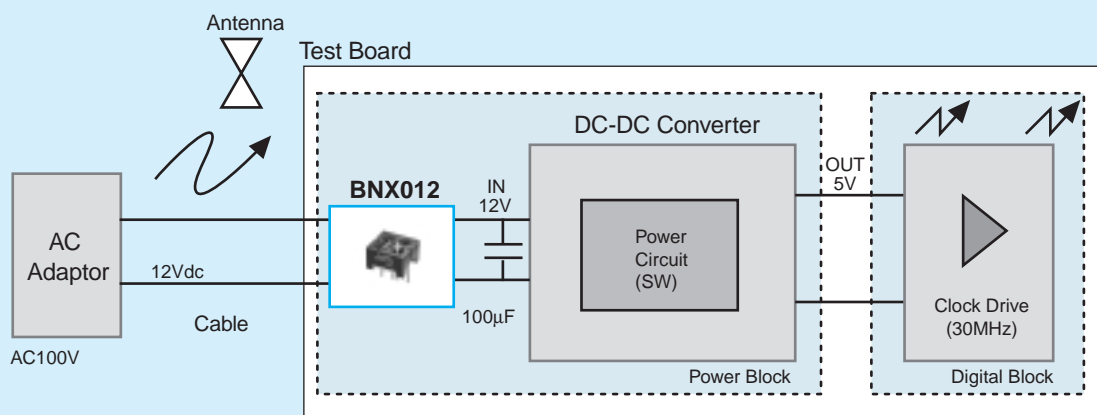 Antenna
Test Board
DC-DC Converter
BNX012
IN
12V
OUT
5V
AC
Adaptor
Power
Circuit
(SW)
12Vdc
Cable
100µF
Clock Drive
(30MHz)
AC100V
Power Block
Digital Block